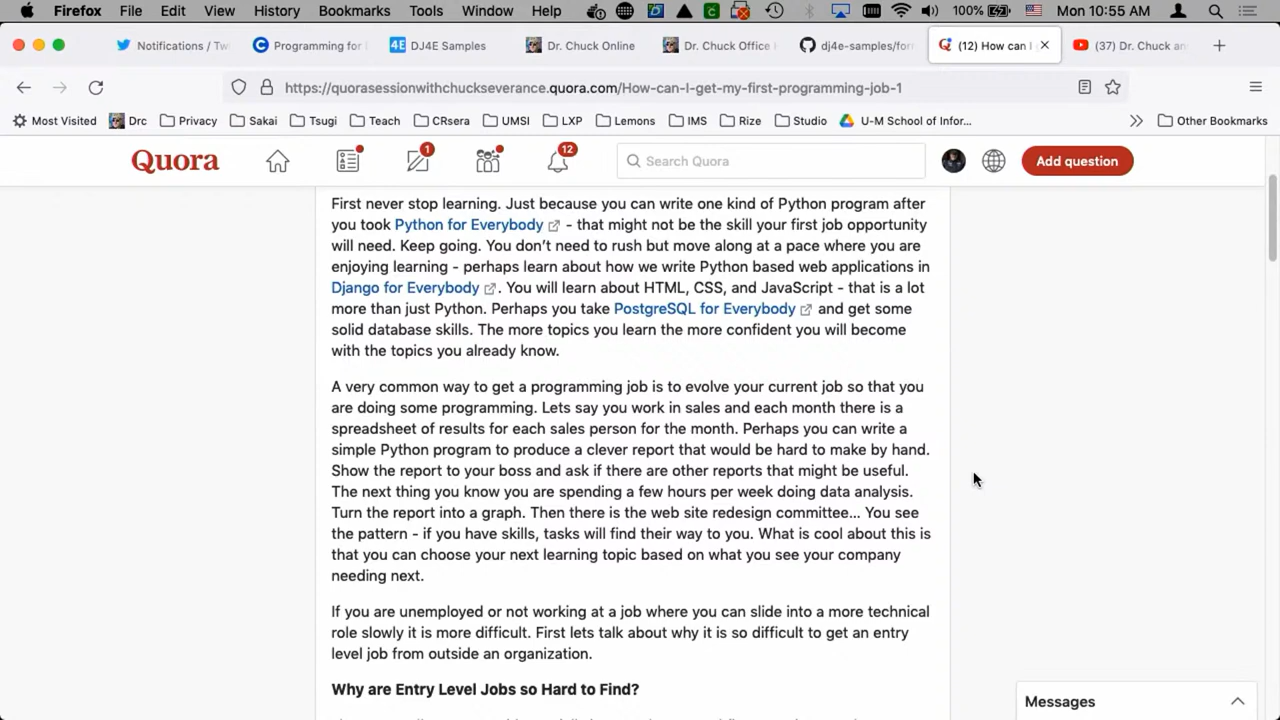 Firefox File Edit View History Bookmarks Tools Window Help 100% Mon 10:55 AM
Notifications / Tw
Programming for
4E DJ4E Samples
Dr. Chuck Online
Dr. Chuck Office
dj4e-samples/for
(12) How can I
(37) Dr. Chuck an
https://quorasessionwithchuckseverance.quora.com/How-can-I-get-my-first-programming-job-1
Most Visited Drc Privacy Sakai Tsugi Teach CRsera UMSI LXP Lemons IMS Rize Studio U-M School of Infor... Other Bookmarks
Quora 1 12 Search Quora Add question
First never stop learning. Just because you can write one kind of Python program after
you took Python for Everybody - that might not be the skill your first job opportunity
will need. Keep going. You don’t need to rush but move along at a pace where you are
enjoying learning - perhaps learn about how we write Python based web applications in
Django for Everybody . You will learn about HTML, CSS, and JavaScript - that is a lot
more than just Python. Perhaps you take PostgreSQL for Everybody and get some
solid database skills. The more topics you learn the more confident you will become
with the topics you already know.
A very common way to get a programming job is to evolve your current job so that you
are doing some programming. Lets say you work in sales and each month there is a
spreadsheet of results for each sales person for the month. Perhaps you can write a
simple Python program to produce a clever report that would be hard to make by hand.
Show the report to your boss and ask if there are other reports that might be useful.
The next thing you know you are spending a few hours per week doing data analysis.
Turn the report into a graph. Then there is the web site redesign committee... You see
the pattern - if you have skills, tasks will find their way to you. What is cool about this is
that you can choose your next learning topic based on what you see your company
needing next.
If you are unemployed or not working at a job where you can slide into a more technical
role slowly it is more difficult. First lets talk about why it is so difficult to get an entry
level job from outside an organization.
Why are Entry Level Jobs so Hard to Find?
Messages